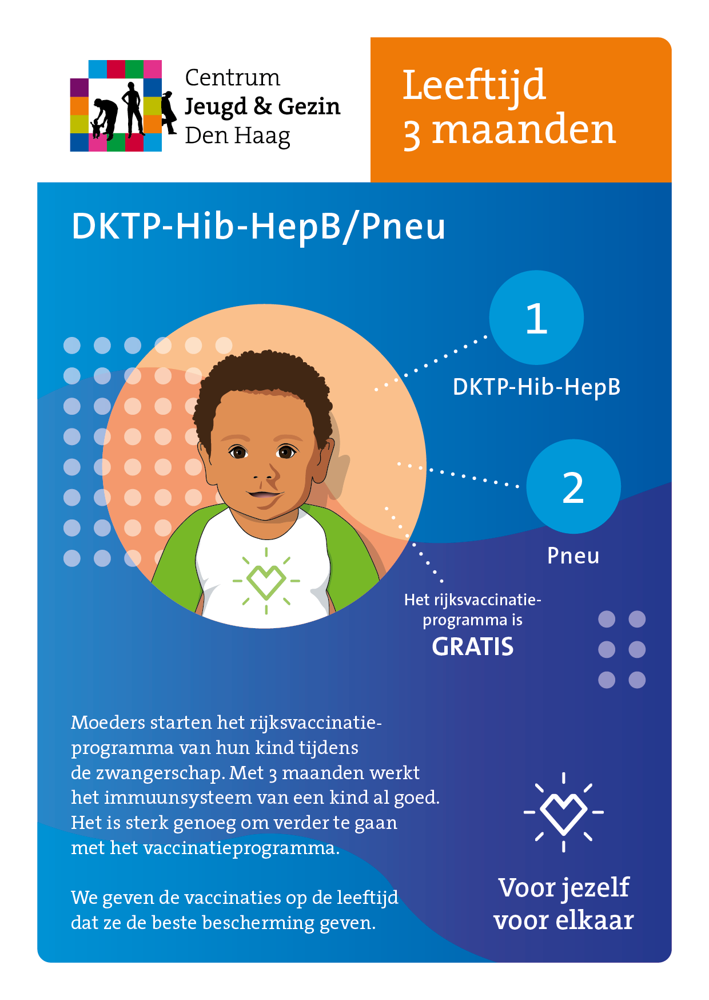 Centrum
Jeugd & Gezin
Den Haag
Leeftijd
3 maanden
DKTP-Hib-HepB/Pneu
1
DKTP-Hib-HepB
2
Pneu
Het rijksvaccinatie-
programma is
GRATIS
Moeders starten het rijksvaccinatie-
programma van hun kind tijdens
de zwangerschap. Met 3 maanden werkt
het immuunsysteem van een kind al goed.
Het is sterk genoeg om verder te gaan
met het vaccinatieprogramma.
We geven de vaccinaties op de leeftijd
dat ze de beste bescherming geven.
Voor jezelf
voor elkaar